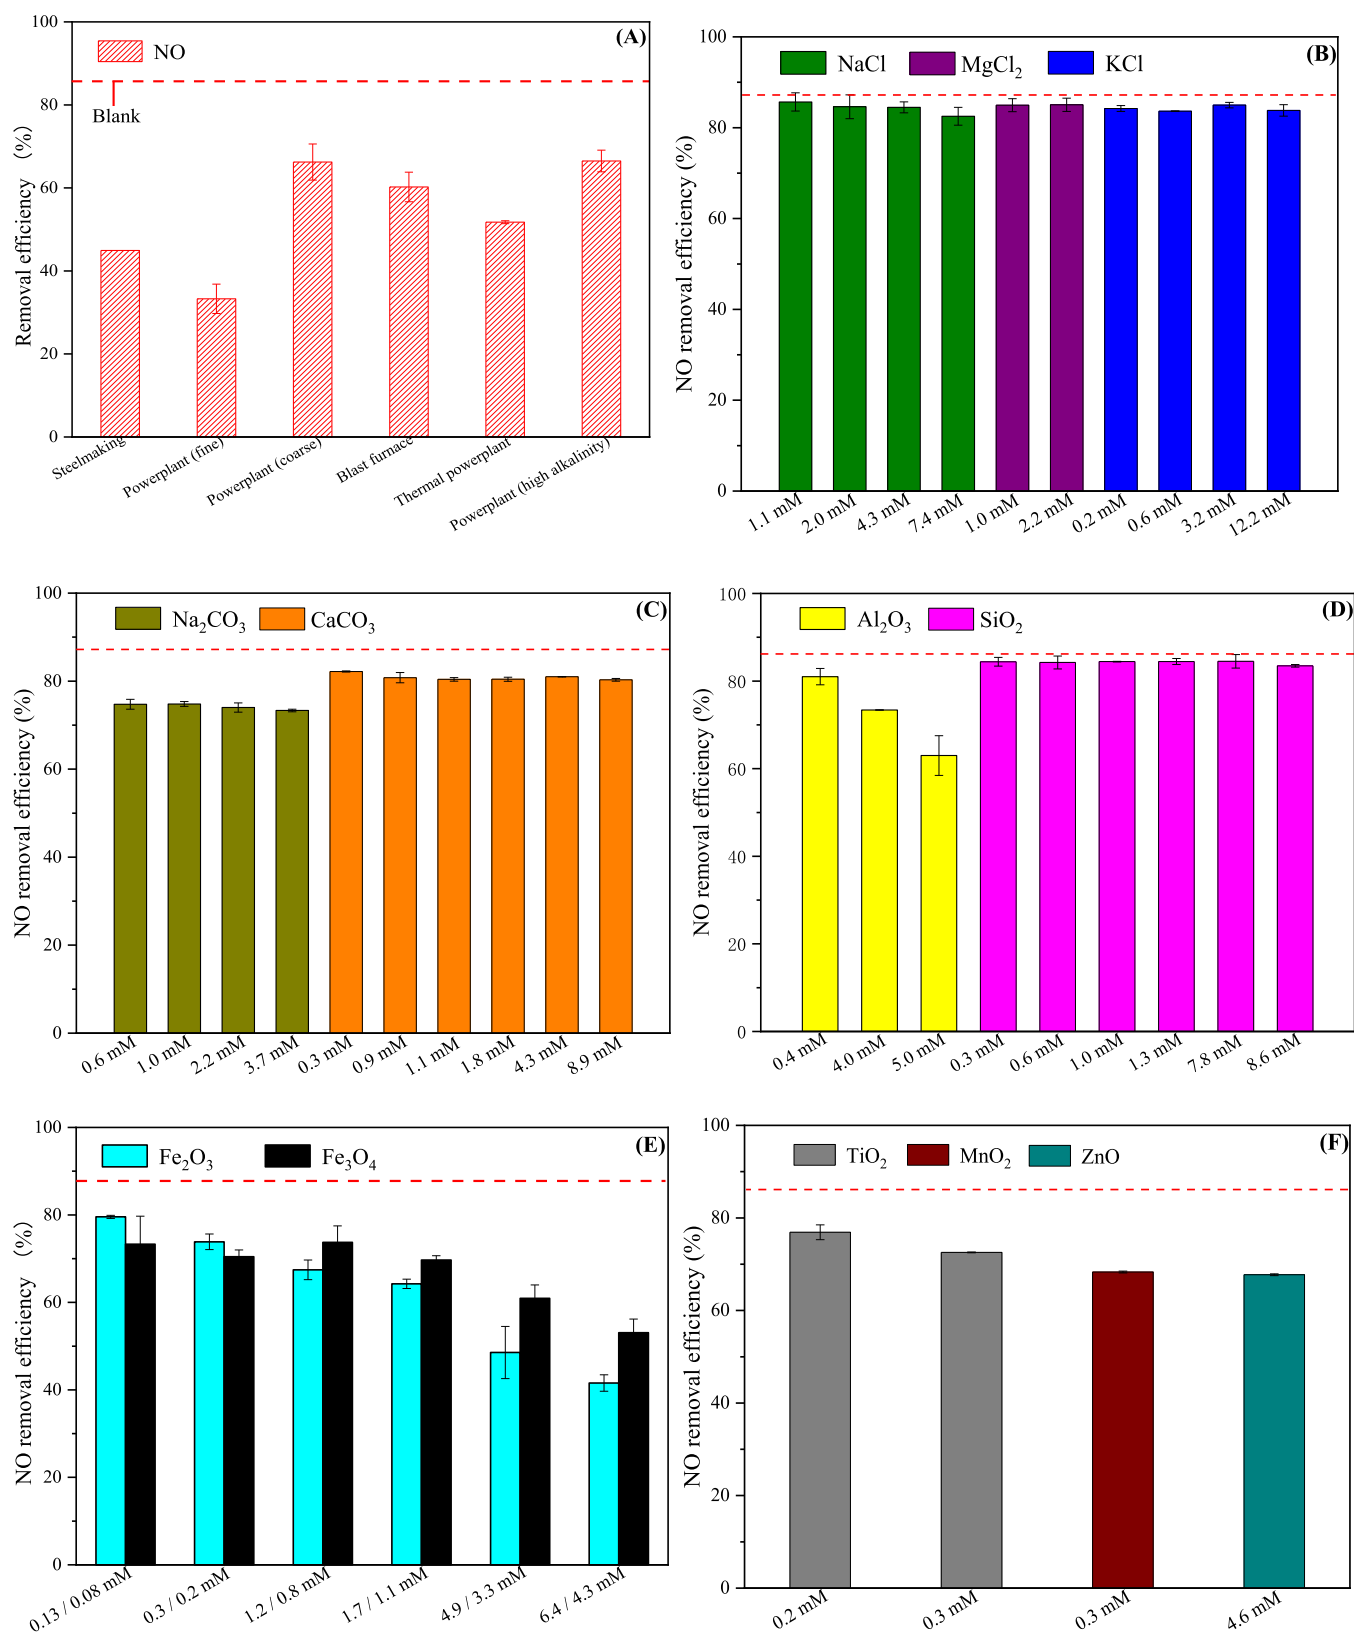 (A)
NO
Blank
Removal efficiency (%)
100
80
60
40
20
0
Steelmaking
Powerplant (fine)
Powerplant (coarse)
Blast furnace
Thermal powerplant
Powerplant (high alkalinity)
(B)
NaCl MgCl₂ KCl
NO removal efficiency (%)
100
80
60
40
20
0
1.1 mM
2.0 mM
4.3 mM
7.4 mM
1.0 mM
2.2 mM
0.2 mM
0.6 mM
3.2 mM
12.2 mM
(C)
Na₂CO₃ CaCO₃
NO removal efficiency (%)
100
80
60
40
20
0
0.6 mM
1.0 mM
2.2 mM
3.7 mM
0.3 mM
0.9 mM
1.1 mM
1.8 mM
4.3 mM
8.9 mM
(D)
Al₂O₃ SiO₂
NO removal efficiency (%)
100
80
60
40
20
0
0.4 mM
4.0 mM
5.0 mM
0.3 mM
0.6 mM
1.0 mM
1.3 mM
7.8 mM
8.6 mM
(E)
Fe₂O₃ Fe₃O₄
NO removal efficiency (%)
100
80
60
40
20
0
0.13 / 0.08 mM
0.3 / 0.2 mM
1.2 / 0.8 mM
1.7 / 1.1 mM
4.9 / 3.3 mM
6.4 / 4.3 mM
(F)
TiO₂ MnO₂ ZnO
NO removal efficiency (%)
100
80
60
40
20
0
0.2 mM
0.3 mM
0.3 mM
4.6 mM